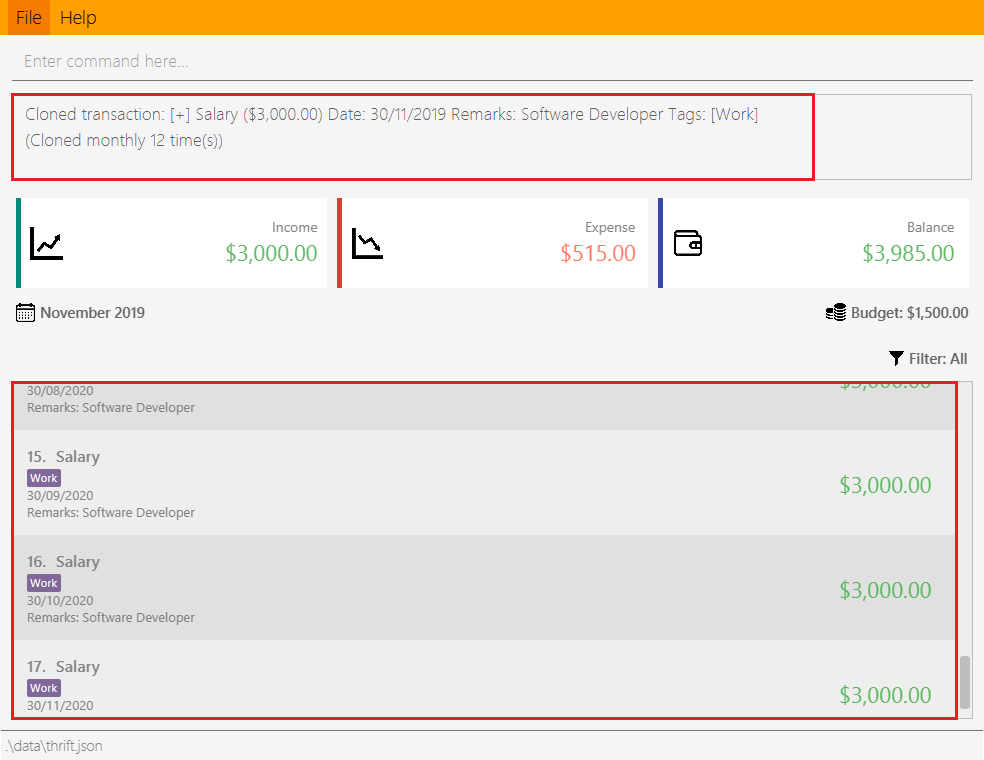 File Help
Enter command here...
Cloned transaction: [+] Salary ($3,000.00) Date: 30/11/2019 Remarks: Software Developer Tags: [Work]
(Cloned monthly 12 time(s))
Income
$3,000.00
Expense
$515.00
Balance
$3,985.00
November 2019
Budget: $1,500.00
Filter: All
30/08/2020
$3,000.00
Remarks: Software Developer
15. Salary
Work
$3,000.00
30/09/2020
Remarks: Software Developer
16. Salary
Work
$3,000.00
30/10/2020
Remarks: Software Developer
17. Salary
Work
$3,000.00
30/11/2020
.\data\thrift.json